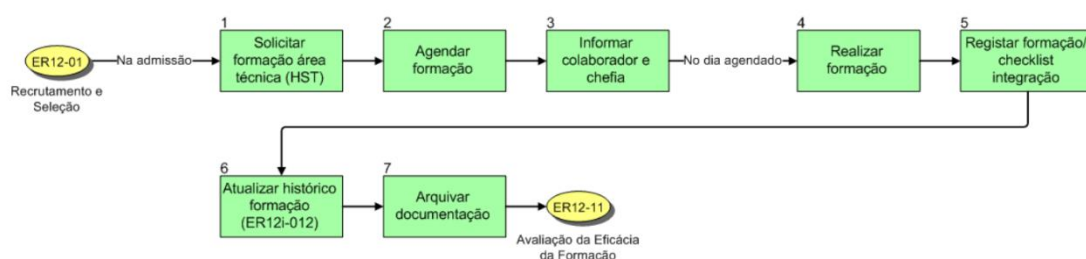 1
Solicitar
formação área
técnica (HST)
2
Agendar
formação
3
Informar
colaborador e
chefia
4
Realizar
formação
5
Registar formação/
checklist
integração
ER12-01
Na admissão
No dia agendado
Recrutamento e
Seleção
6
Atualizar histórico
formação
(ER12i-012)
7
Arquivar
documentação
ER12-11
Avaliação da Eficácia
da Formação